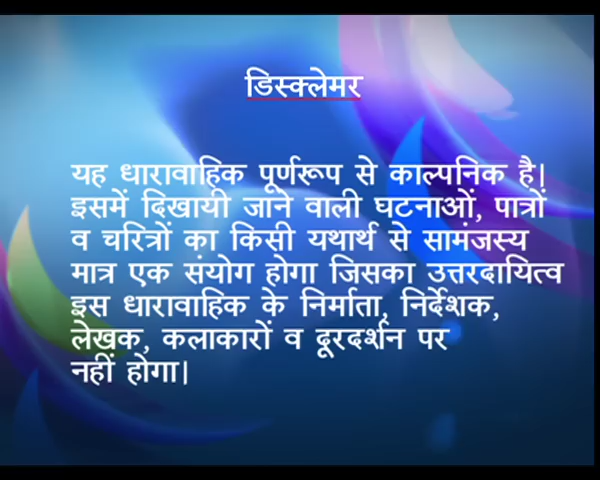 डिस्क्लेमर
यह धारावाहिक पूर्णरूप से काल्पनिक है।
इसमें दिखायी जाने वाली घटनाओं, पात्रों
व चरित्रों का किसी यथार्थ से सामंजस्य
मात्र एक संयोग होगा जिसका उत्तरदायित्व
इस धारावाहिक के निर्माता, निर्देशक,
लेखक, कलाकारों व दूरदर्शन पर
नहीं होगा।